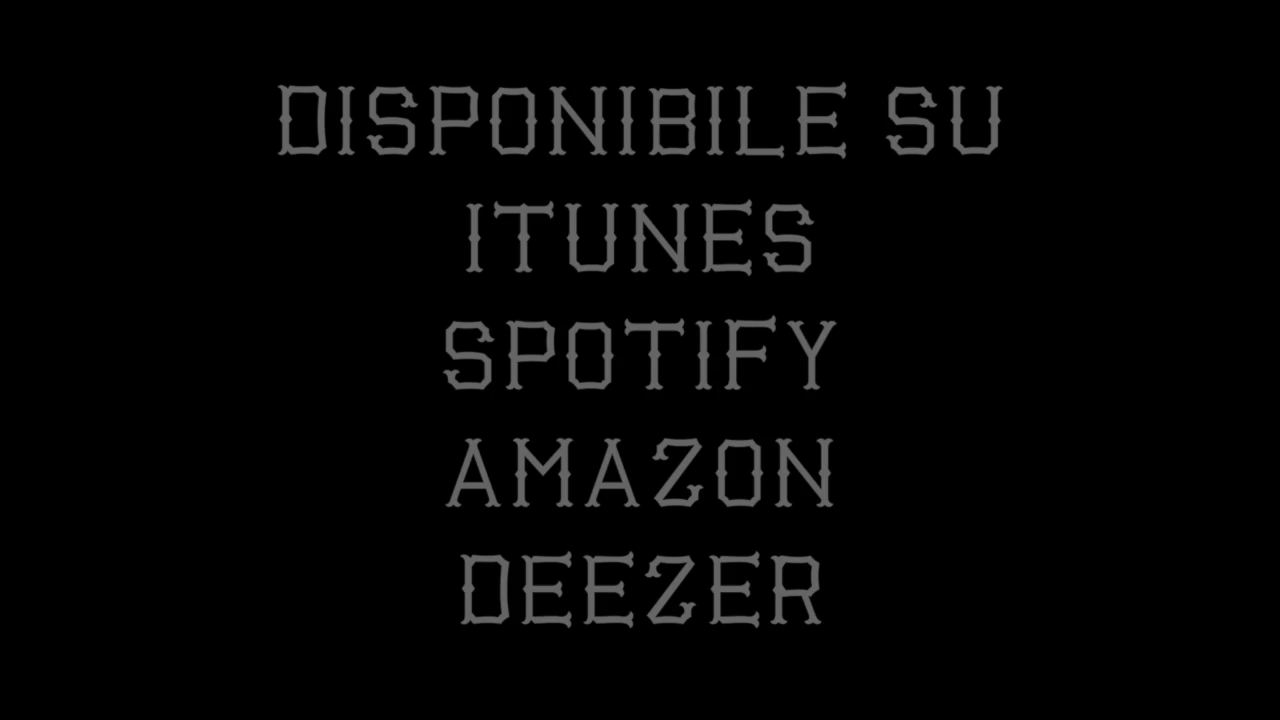 DISPONIBILE SU
ITUNES
SPOTIFY
AMAZON
DEEZER